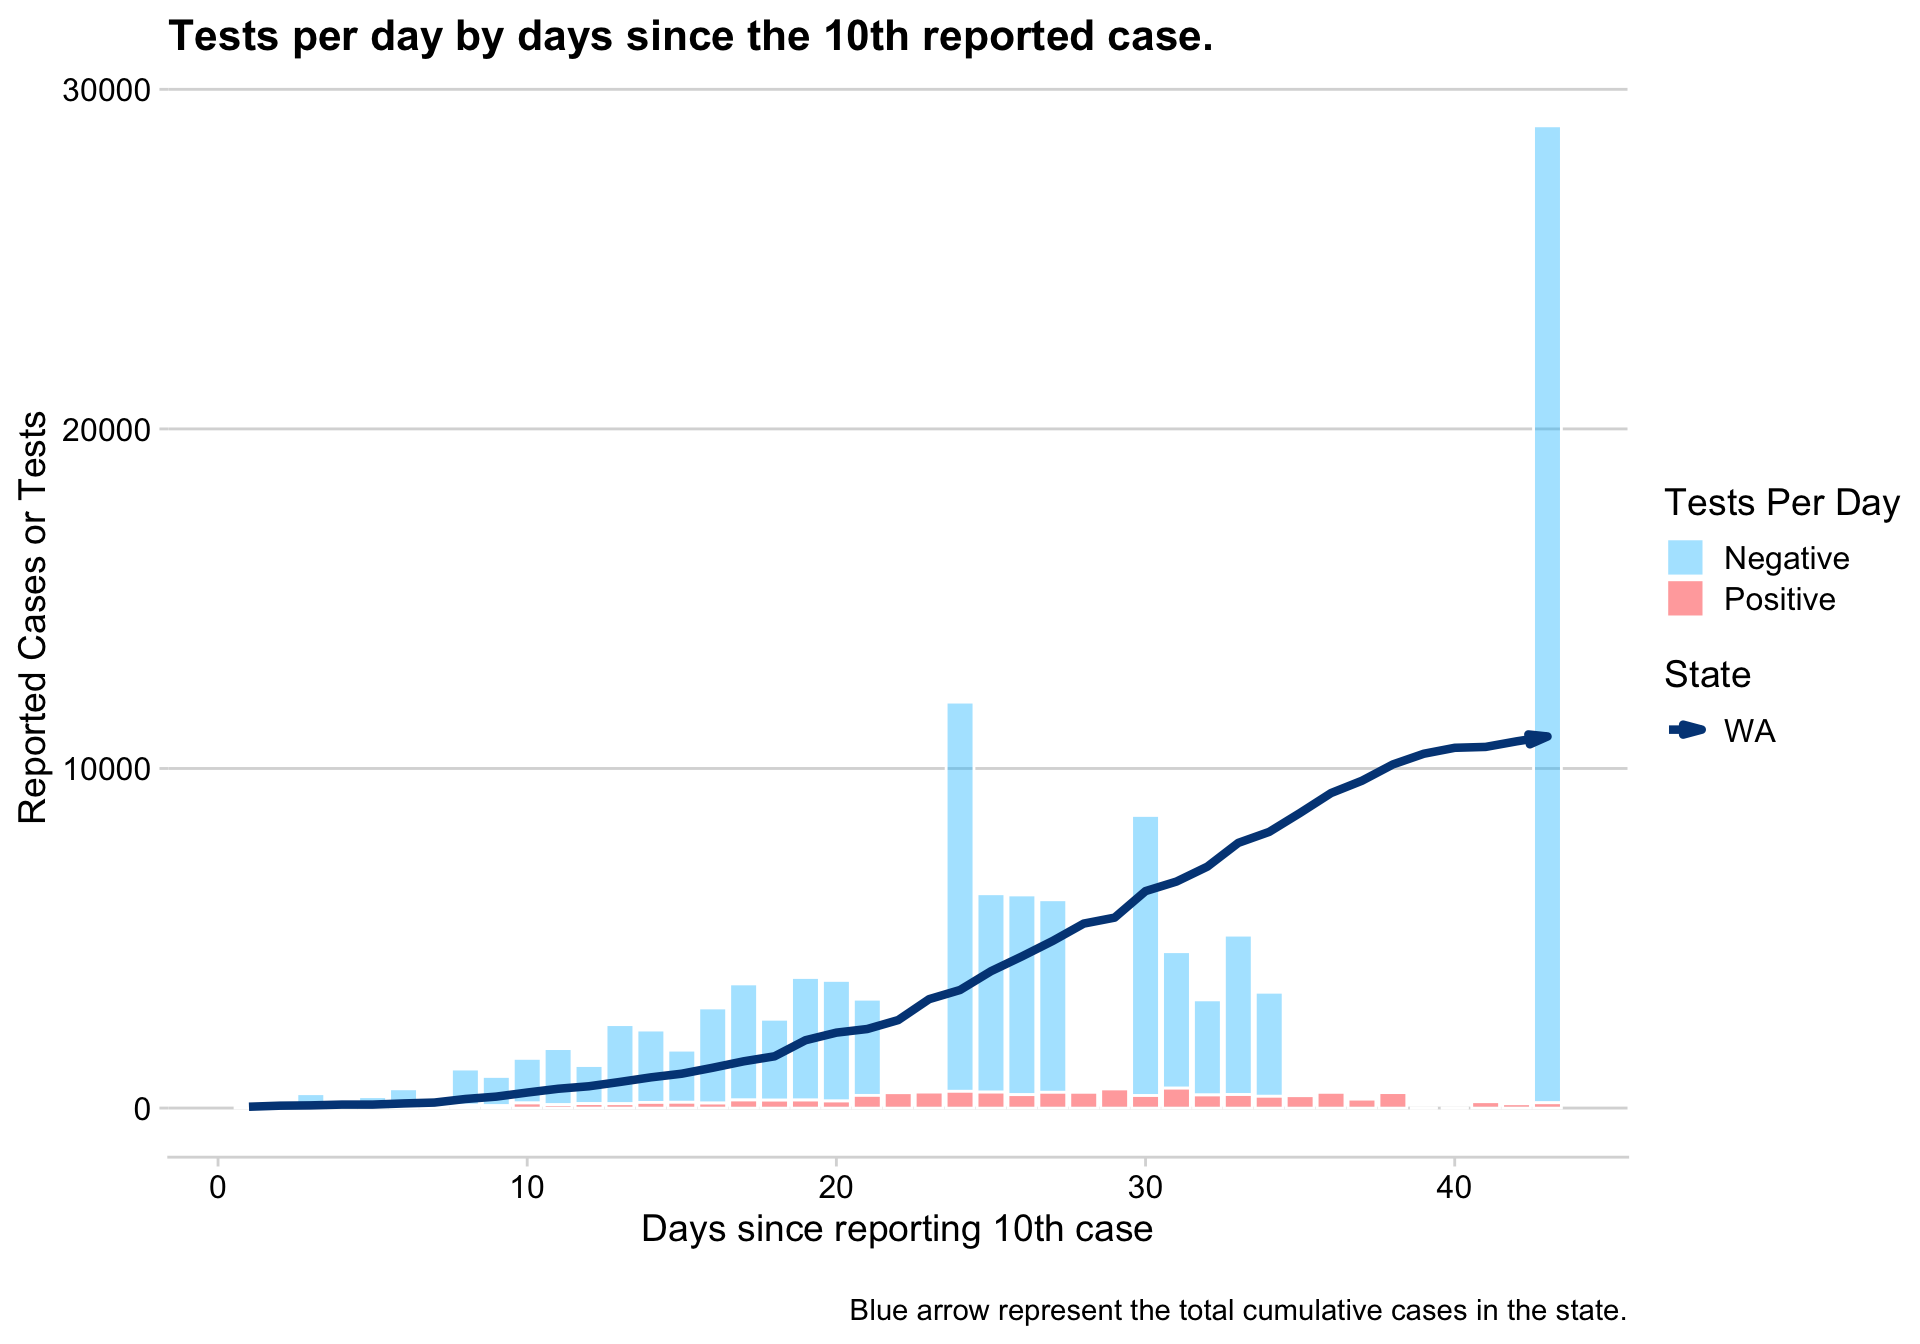 Tests per day by days since the 10th reported case.
30000
20000
10000
0
Reported Cases or Tests
0 10 20 30 40
Days since reporting 10th case
Tests Per Day
Negative
Positive
State
WA
Blue arrow represent the total cumulative cases in the state.